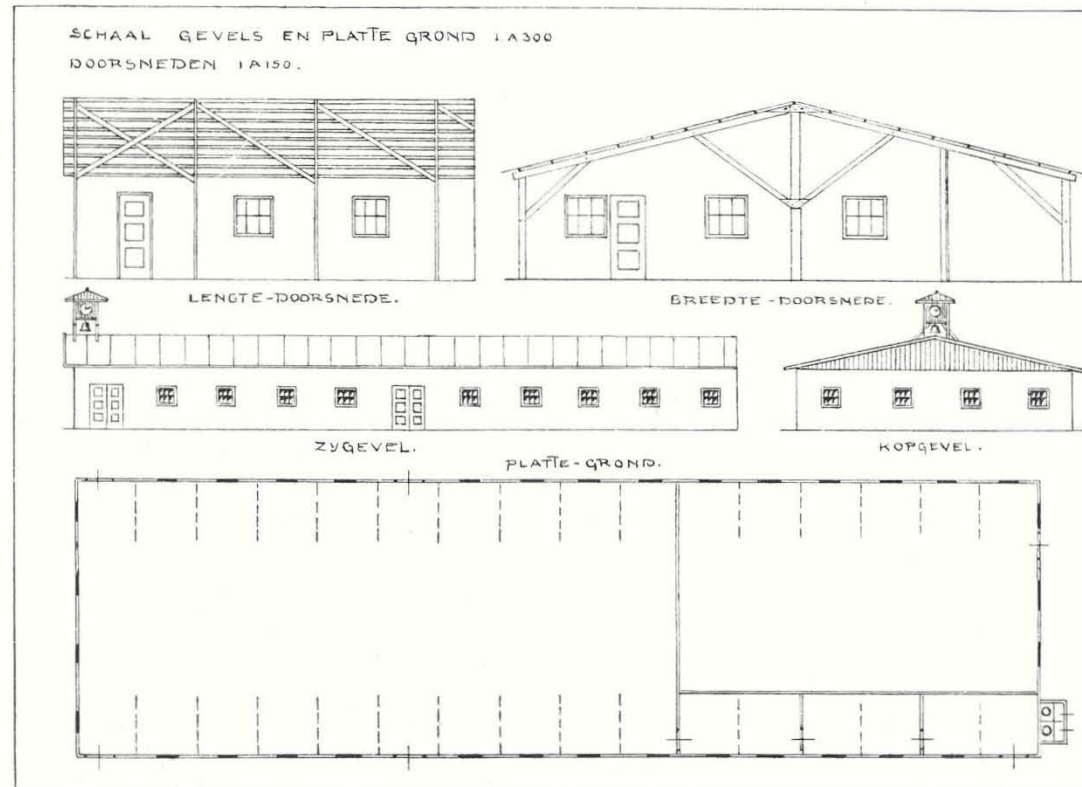 SCHAAL GEVELS EN PLATTE GROND 1 A 300
DOORSNEDEN 1 A 150.
LENGTE-DOORSNEDE.
BREEDTE-DOORSNEDE.
ZYGEVEL.
KOPGEVEL.
PLATTE-GROND.